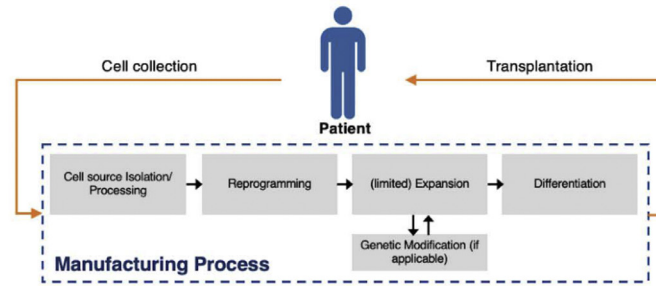 Cell collection
Transplantation
Patient
Cell source Isolation/
Processing
Reprogramming
(limited) Expansion
Differentiation
Genetic Modification (if
applicable)
Manufacturing Process